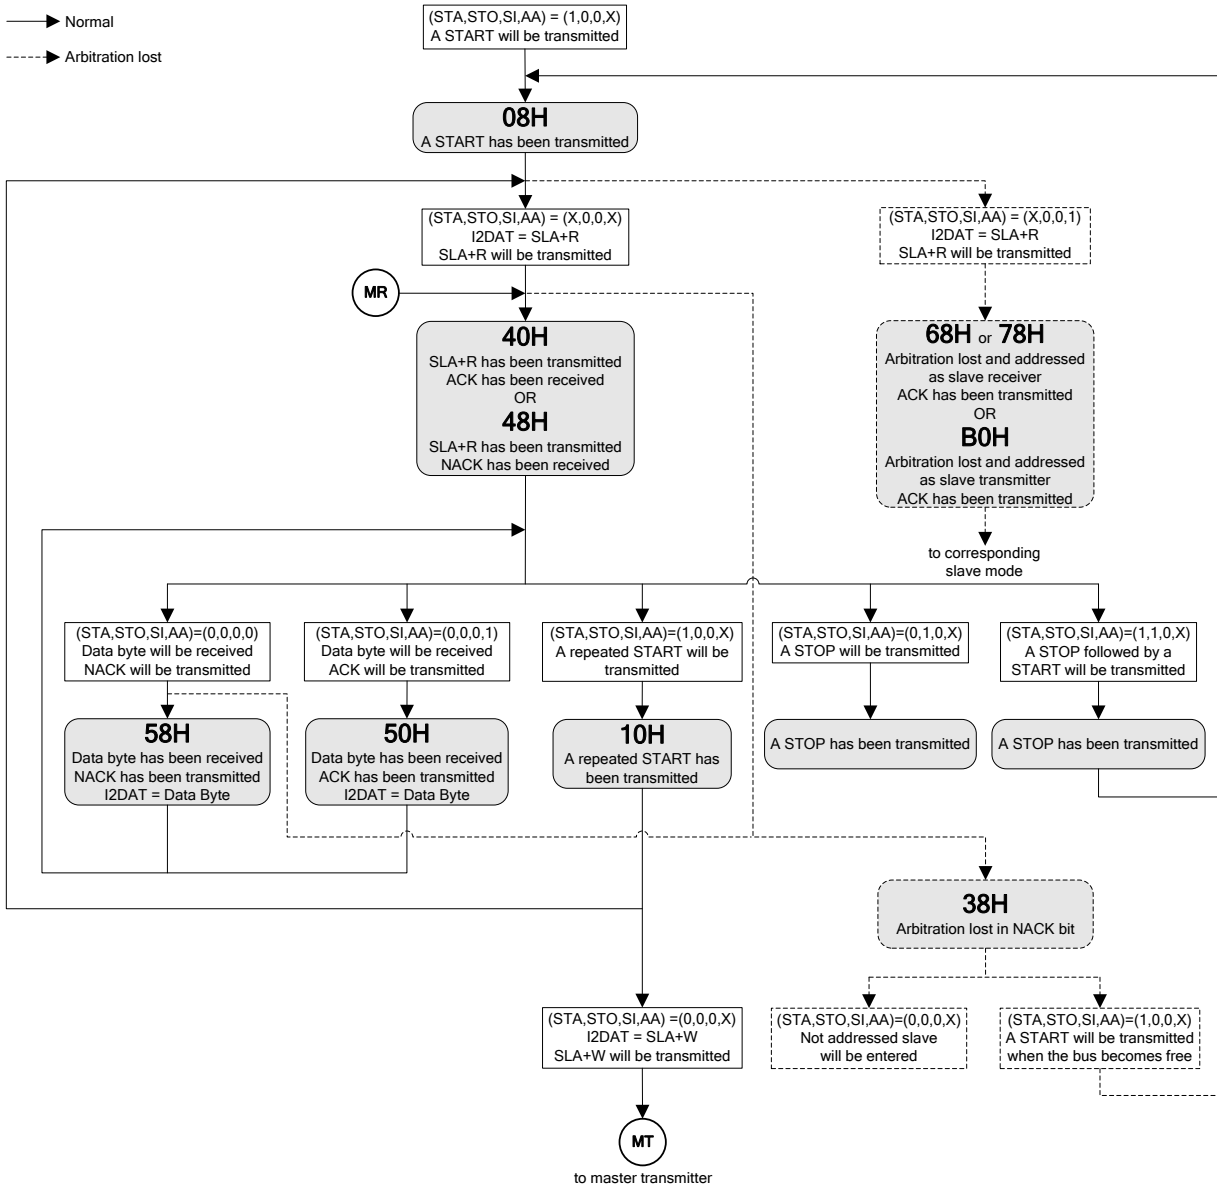 Normal
Arbitration lost
(STA,STO,SI,AA) = (1,0,0,X)
A START will be transmitted
08H
A START has been transmitted
(STA,STO,SI,AA) = (X,0,0,X)
I2DAT = SLA+R
SLA+R will be transmitted
(STA,STO,SI,AA) = (X,0,0,1)
I2DAT = SLA+R
SLA+R will be transmitted
MR
40H
SLA+R has been transmitted
ACK has been received
OR
48H
SLA+R has been transmitted
NACK has been received
68H or 78H
Arbitration lost and addressed
as slave receiver
ACK has been transmitted
OR
B0H
Arbitration lost and addressed
as slave transmitter
ACK has been transmitted
to corresponding
slave mode
(STA,STO,SI,AA)=(0,0,0,0)
Data byte will be received
NACK will be transmitted
(STA,STO,SI,AA)=(0,0,0,1)
Data byte will be received
ACK will be transmitted
(STA,STO,SI,AA)=(1,0,0,X)
A repeated START will be
transmitted
(STA,STO,SI,AA)=(0,1,0,X)
A STOP will be transmitted
(STA,STO,SI,AA)=(1,1,0,X)
A STOP followed by a
START will be transmitted
58H
Data byte has been received
NACK has been transmitted
I2DAT = Data Byte
50H
Data byte has been received
ACK has been transmitted
I2DAT = Data Byte
10H
A repeated START has
been transmitted
A STOP has been transmitted
A STOP has been transmitted
38H
Arbitration lost in NACK bit
(STA,STO,SI,AA)=(0,0,0,X)
I2DAT = SLA+W
SLA+W will be transmitted
(STA,STO,SI,AA)=(0,0,0,X)
Not addressed slave
will be entered
(STA,STO,SI,AA)=(1,0,0,X)
A START will be transmitted
when the bus becomes free
MT
to master transmitter